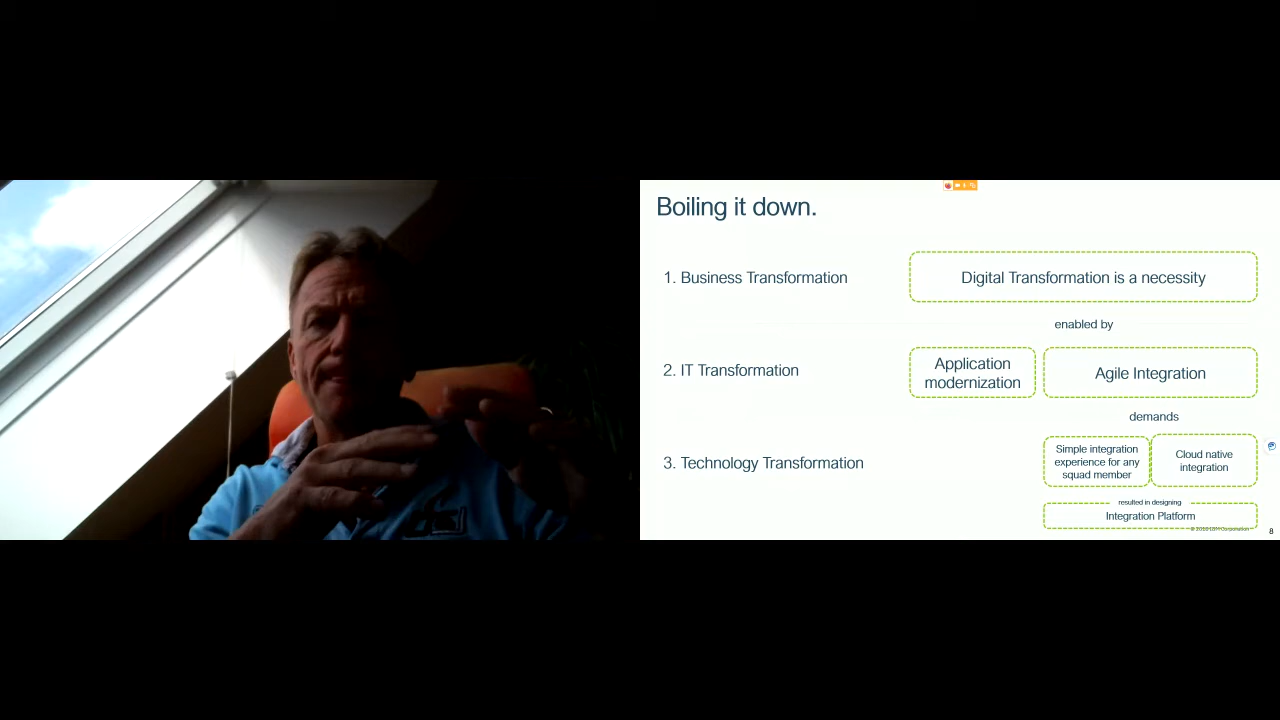 Boiling it down.
1. Business Transformation
Digital Transformation is a necessity
enabled by
2. IT Transformation
Application
modernization
Agile Integration
demands
3. Technology Transformation
Simple integration
experience for any
squad member
Cloud native
integration
resulted in designing
Integration Platform
IBM Corporation
8